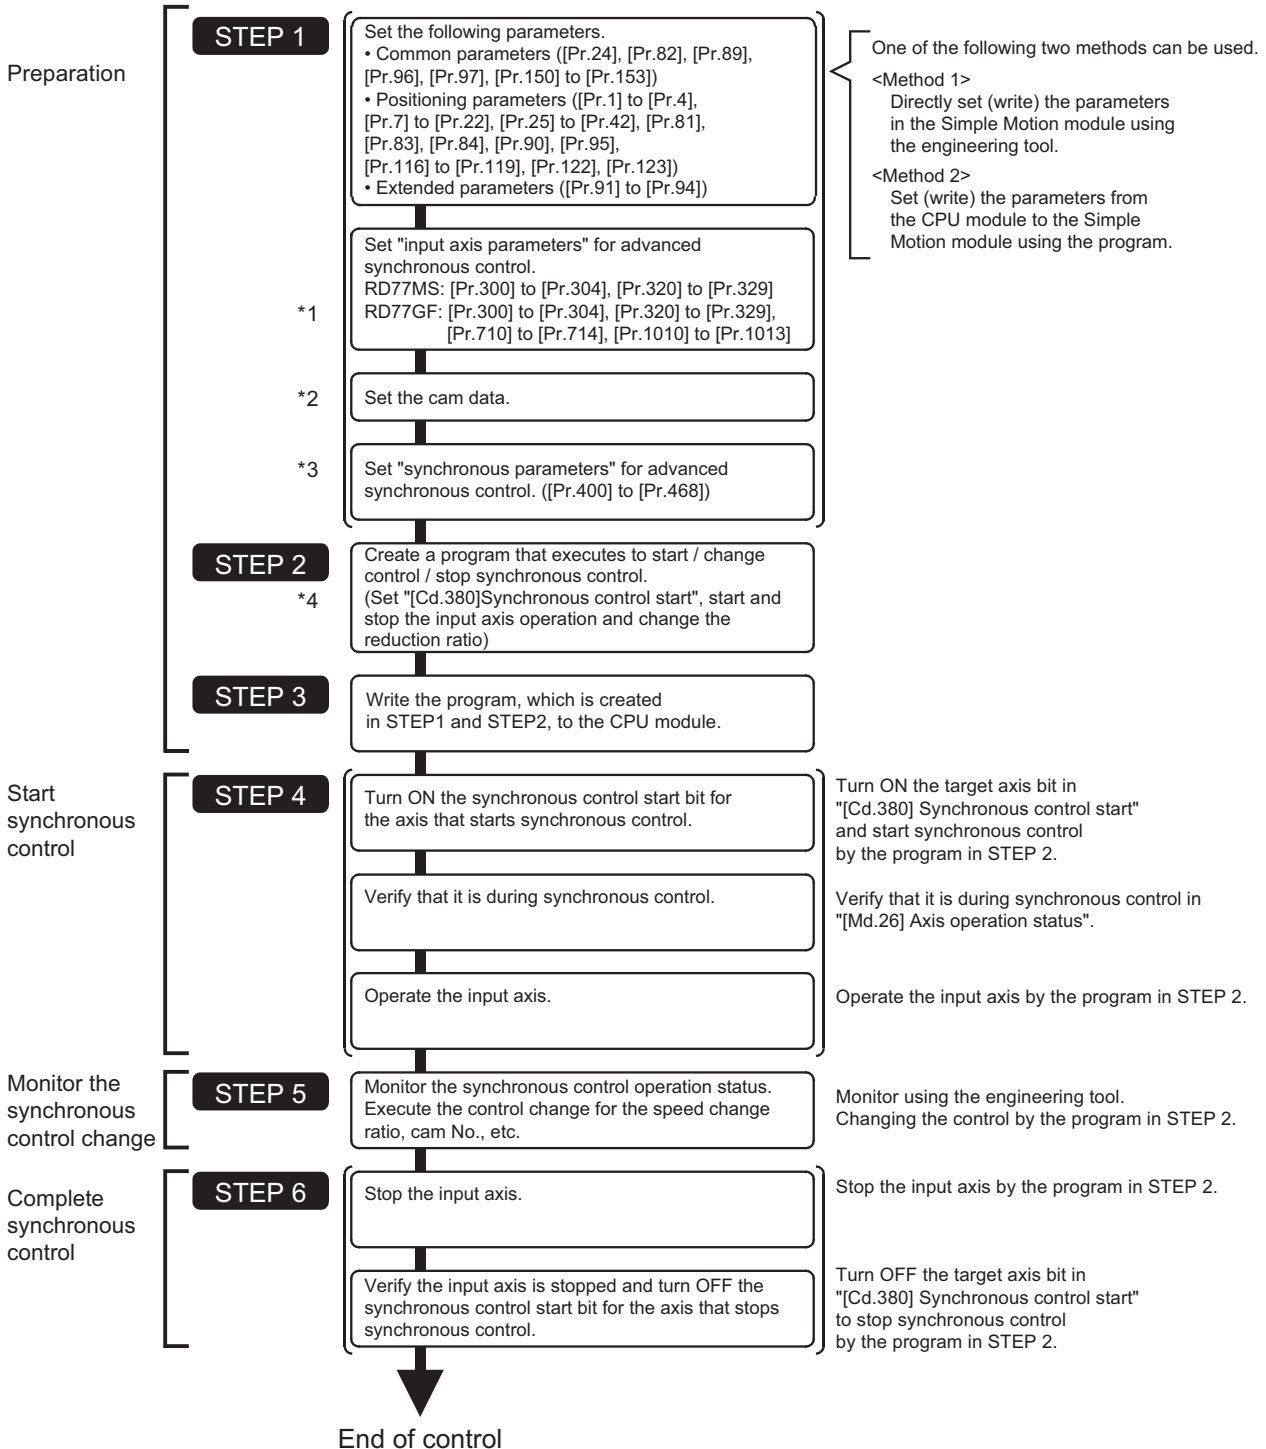 Preparation
STEP 1
Set the following parameters.
• Common parameters ([Pr.24], [Pr.82], [Pr.89],
[Pr.96], [Pr.97], [Pr.150] to [Pr.153])
• Positioning parameters ([Pr.1] to [Pr.4],
[Pr.7] to [Pr.22], [Pr.25] to [Pr.42], [Pr.81],
[Pr.83], [Pr.84], [Pr.90], [Pr.95],
[Pr.116] to [Pr.119], [Pr.122], [Pr.123])
• Extended parameters ([Pr.91] to [Pr.94])
One of the following two methods can be used.
<Method 1>
Directly set (write) the parameters
in the Simple Motion module using
the engineering tool.
<Method 2>
Set (write) the parameters from
the CPU module to the Simple
Motion module using the program.
*1
Set "input axis parameters" for advanced
synchronous control.
RD77MS: [Pr.300] to [Pr.304], [Pr.320] to [Pr.329]
RD77GF: [Pr.300] to [Pr.304], [Pr.320] to [Pr.329],
[Pr.710] to [Pr.714], [Pr.1010] to [Pr.1013]
*2
Set the cam data.
*3
Set "synchronous parameters" for advanced
synchronous control. ([Pr.400] to [Pr.468])
STEP 2
*4
Create a program that executes to start / change
control / stop synchronous control.
(Set "[Cd.380]Synchronous control start", start and
stop the input axis operation and change the
reduction ratio)
STEP 3
Write the program, which is created
in STEP1 and STEP2, to the CPU module.
Start
synchronous
control
STEP 4
Turn ON the synchronous control start bit for
the axis that starts synchronous control.
Turn ON the target axis bit in
"[Cd.380] Synchronous control start"
and start synchronous control
by the program in STEP 2.
Verify that it is during synchronous control.
Verify that it is during synchronous control in
"[Md.26] Axis operation status".
Operate the input axis.
Operate the input axis by the program in STEP 2.
Monitor the
synchronous
control change
STEP 5
Monitor the synchronous control operation status.
Execute the control change for the speed change
ratio, cam No., etc.
Monitor using the engineering tool.
Changing the control by the program in STEP 2.
Complete
synchronous
control
STEP 6
Stop the input axis.
Stop the input axis by the program in STEP 2.
Verify the input axis is stopped and turn OFF the
synchronous control start bit for the axis that stops
synchronous control.
Turn OFF the target axis bit in
"[Cd.380] Synchronous control start"
to stop synchronous control
by the program in STEP 2.
End of control